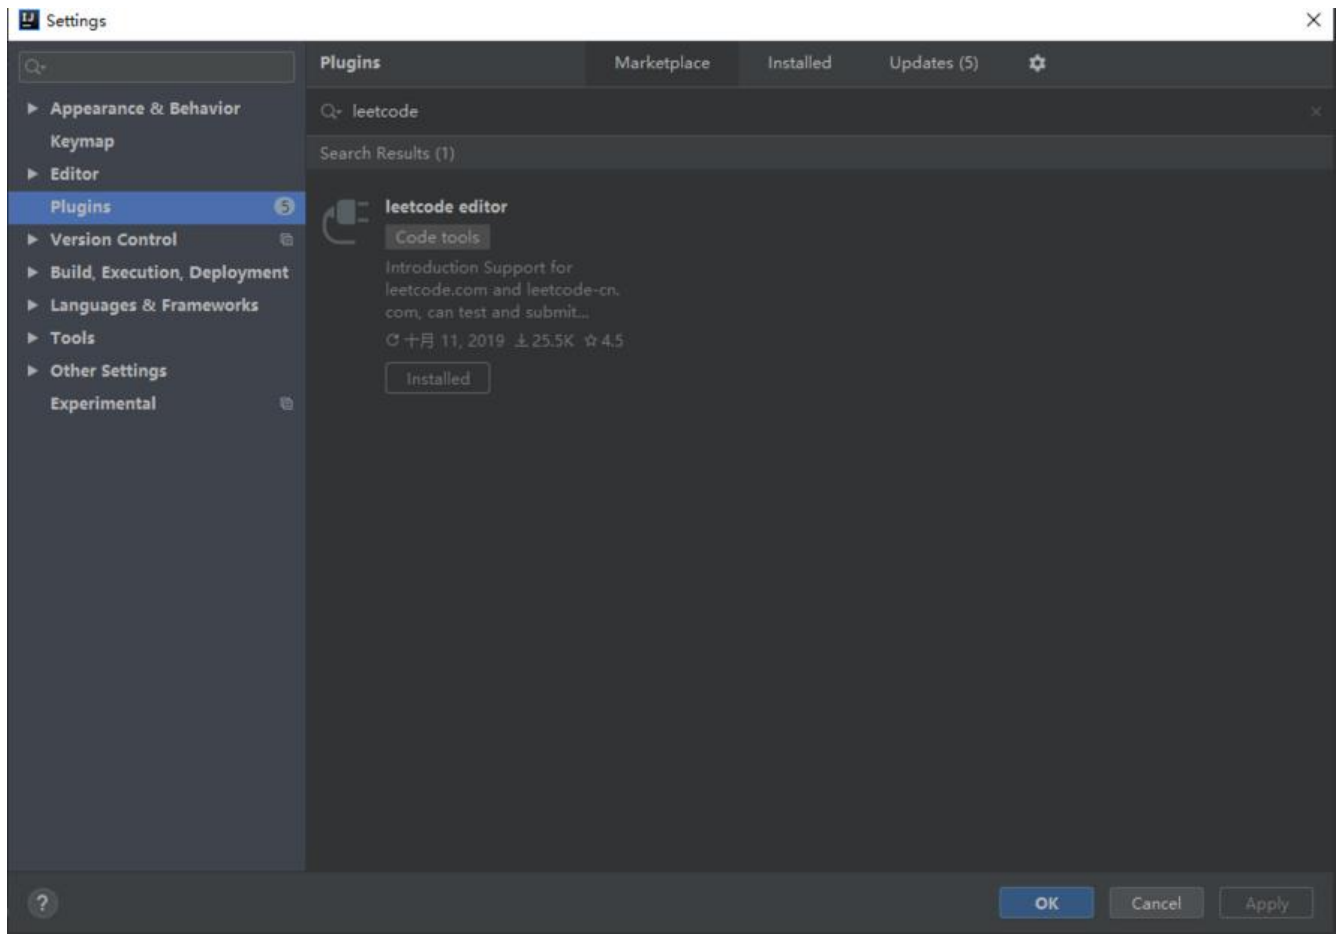 Settings
Plugins
Marketplace
Installed
Updates (5)
Appearance & Behavior
Keymap
Editor
Plugins
5
Version Control
Build, Execution, Deployment
Languages & Frameworks
Tools
Other Settings
Experimental
leetcode
Search Results (1)
leetcode editor
Code tools
Introduction Support for
leetcode.com and leetcode-cn.
com, can test and submit...
十月 11, 2019 25.5K 4.5
Installed
?
OK
Cancel
Apply